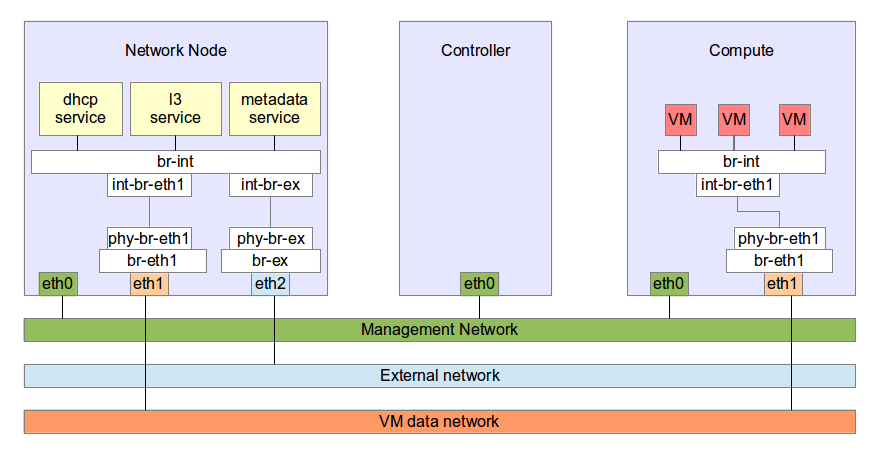 Network Node
Controller
Compute
dhcp
service
l3
service
metadata
service
VM
VM
VM
br-int
br-int
int-br-eth1
int-br-ex
int-br-eth1
phy-br-eth1
phy-br-ex
phy-br-eth1
br-eth1
br-ex
br-eth1
eth0
eth1
eth2
eth0
eth0
eth1
Management Network
External network
VM data network